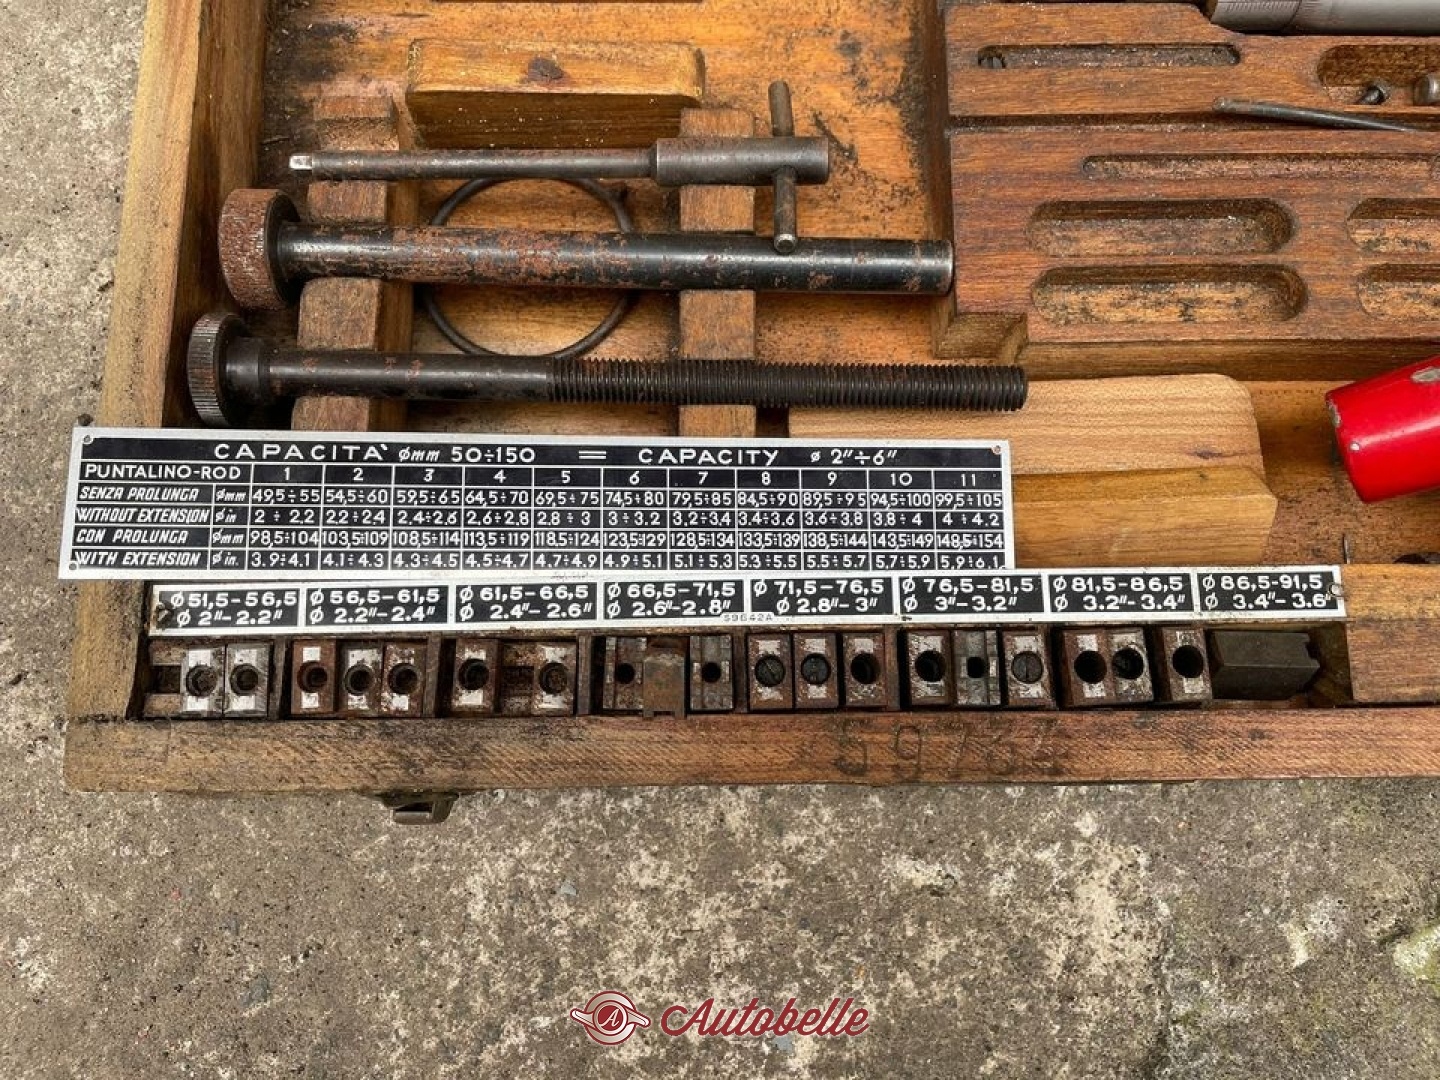 CAPACITA' ømm 50÷150 = CAPACITY ø 2"÷6"
PUNTALINO-ROD 1 2 3 4 5 6 7 8 9 10 11
SENZA PROLUNGA ømm 49,5÷55 54,5÷60 59,5÷65 64,5÷70 69,5÷75 74,5÷80 79,5÷85 84,5÷90 89,5÷95 94,5÷100 99,5÷105
WITHOUT EXTENSION ø in 2÷2.2 2.2÷2.4 2.4÷2.6 2.6÷2.8 2.8÷3 3÷3.2 3.2÷3.4 3.4÷3.6 3.6÷3.8 3.8÷4 4÷4.2
CON PROLUNGA ømm 98,5÷104 103,5÷109 108,5÷114 113,5÷119 118,5÷124 123,5÷129 128,5÷134 133,5÷139 138,5÷144 143,5÷149 148,5÷154
WITH EXTENSION ø in. 3.9÷4.1 4.1÷4.3 4.3÷4.5 4.5÷4.7 4.7÷4.9 4.9÷5.1 5.1÷5.3 5.3÷5.5 5.5÷5.7 5.7÷5.9 5.9÷6.1
ø 51,5-56,5 ø 56,5-61,5 ø 61,5-66,5 ø 66,5-71,5 ø 71,5-76,5 ø 76,5-81,5 ø 81,5-86,5 ø 86,5-91,5
ø 2"-2.2" ø 2.2"-2.4" ø 2.4"-2.6" ø 2.6"-2.8" ø 2.8"-3" ø 3"-3.2" ø 3.2"-3.4" ø 3.4"-3.6"
59642A
A Autobelle